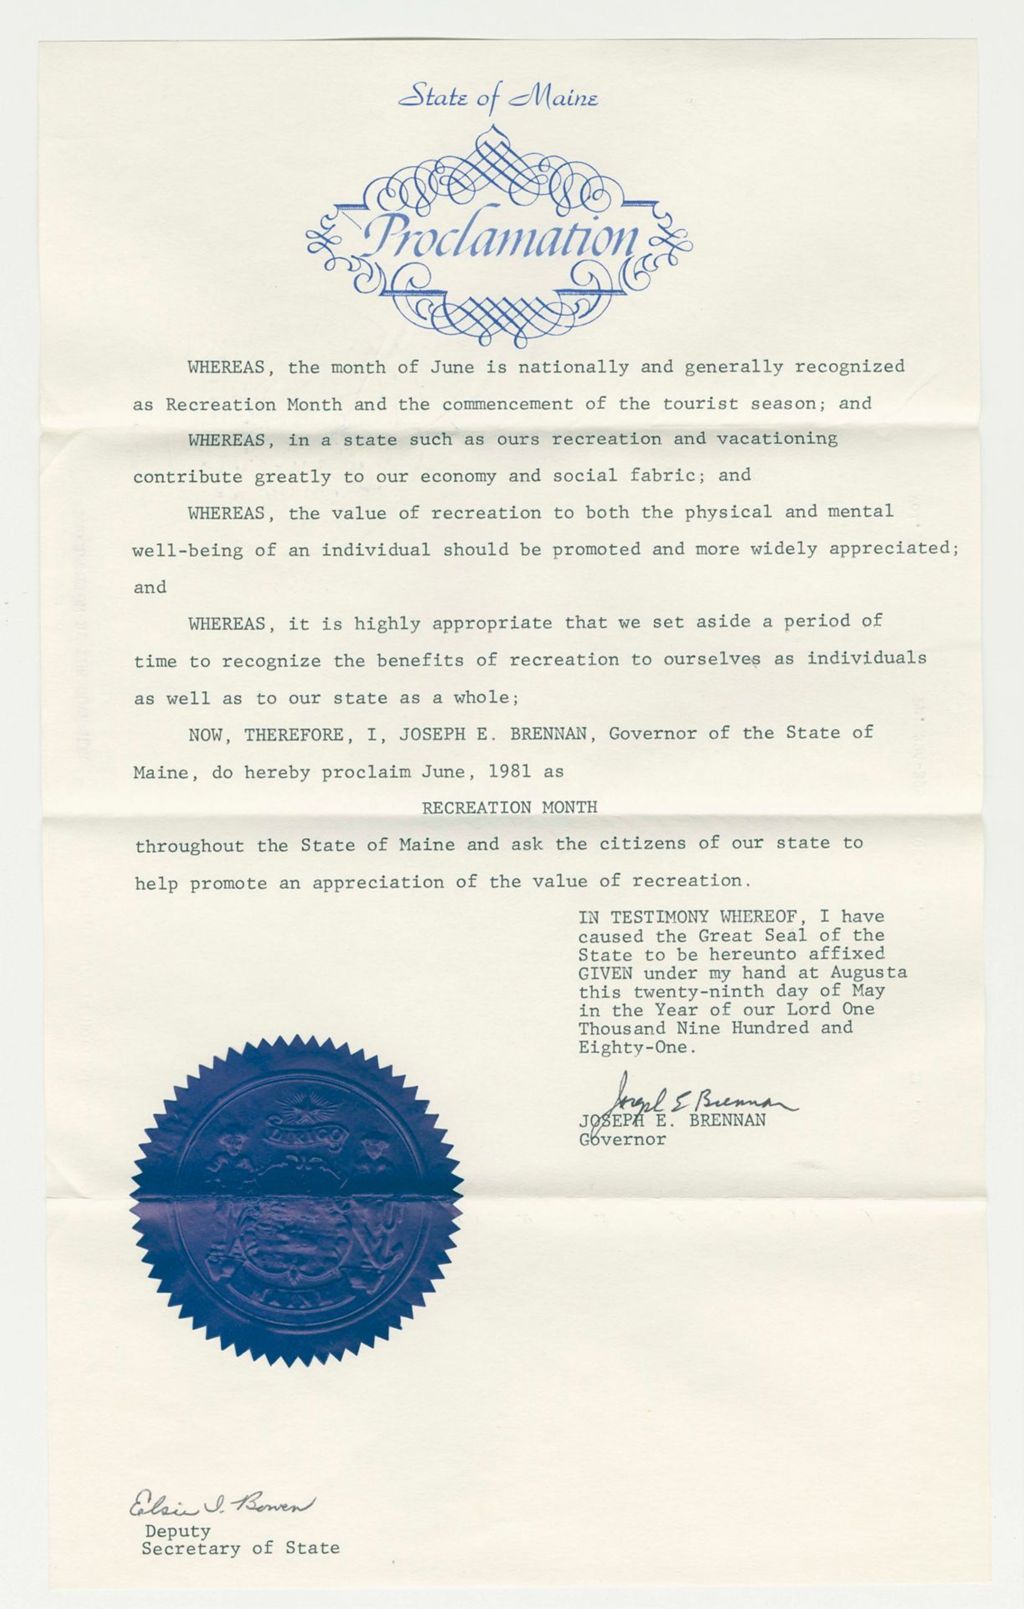 State of Maine
Proclamation
WHEREAS, the month of June is nationally and generally recognized
as Recreation Month and the commencement of the tourist season; and
WHEREAS, in a state such as ours recreation and vacationing
contribute greatly to our economy and social fabric; and
WHEREAS, the value of recreation to both the physical and mental
well-being of an individual should be promoted and more widely appreciated;
and
WHEREAS, it is highly appropriate that we set aside a period of
time to recognize the benefits of recreation to ourselves as individuals
as well as to our state as a whole;
NOW, THEREFORE, I, JOSEPH E. BRENNAN, Governor of the State of
Maine, do hereby proclaim June, 1981 as
RECREATION MONTH
throughout the State of Maine and ask the citizens of our state to
help promote an appreciation of the value of recreation.
IN TESTIMONY WHEREOF, I have
caused the Great Seal of the
State to be hereunto affixed
GIVEN under my hand at Augusta
this twenty-ninth day of May
in the Year of our Lord One
Thousand Nine Hundred and
Eighty-One.
Joseph E Brennan
JOSEPH E. BRENNAN
Governor
DIRIGO
Elsie I. Bowen
Deputy
Secretary of State